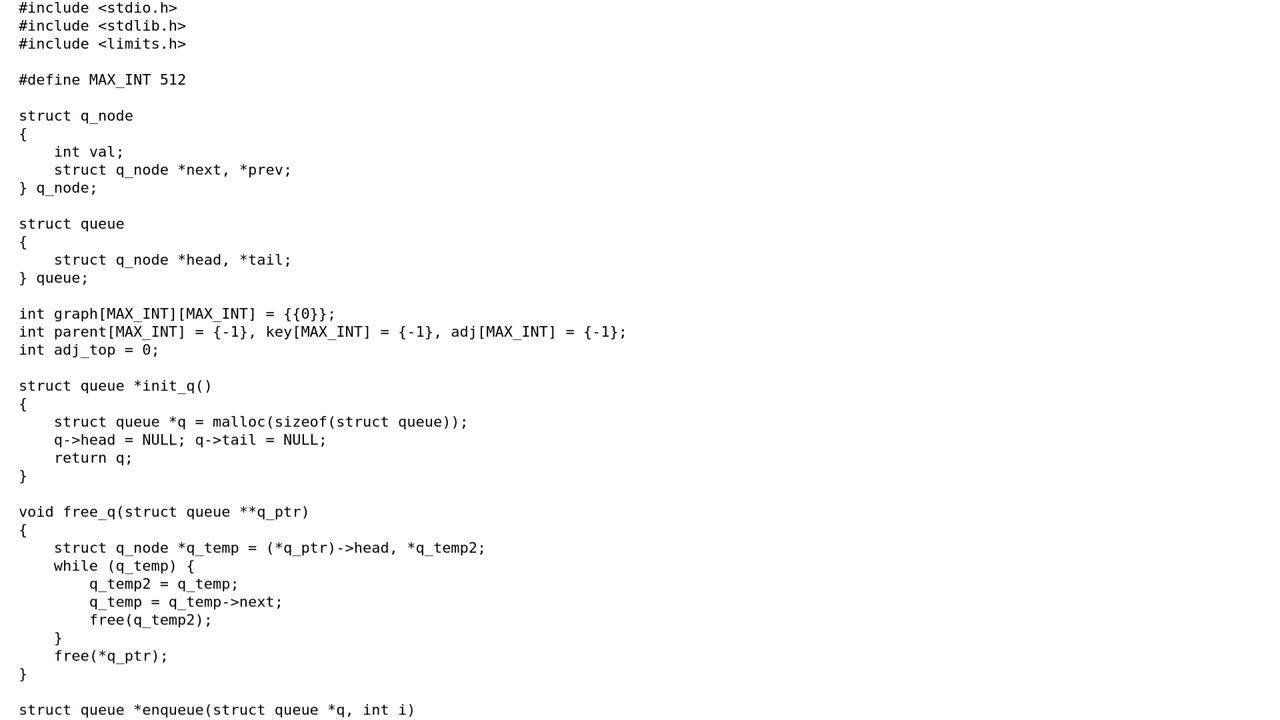 #include <stdio.h>
#include <stdlib.h>
#include <limits.h>

#define MAX_INT 512

struct q_node
{
    int val;
    struct q_node *next, *prev;
} q_node;

struct queue
{
    struct q_node *head, *tail;
} queue;

int graph[MAX_INT][MAX_INT] = {{0}};
int parent[MAX_INT] = {-1}, key[MAX_INT] = {-1}, adj[MAX_INT] = {-1};
int adj_top = 0;

struct queue *init_q()
{
    struct queue *q = malloc(sizeof(struct queue));
    q->head = NULL; q->tail = NULL;
    return q;
}

void free_q(struct queue **q_ptr)
{
    struct q_node *q_temp = (*q_ptr)->head, *q_temp2;
    while (q_temp) {
        q_temp2 = q_temp;
        q_temp = q_temp->next;
        free(q_temp2);
    }
    free(*q_ptr);
}

struct queue *enqueue(struct queue *q, int i)